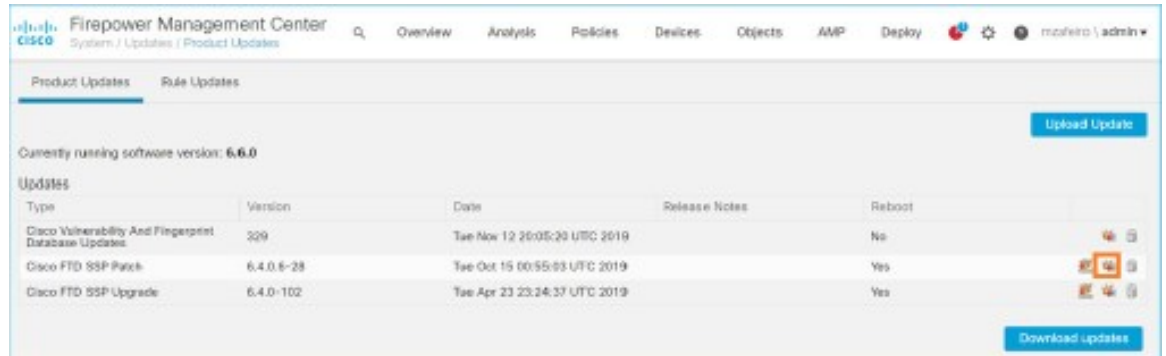 CISCO
Firepower Management Center
System / Updates / Product Updates
Overview Analysis Policies Devices Objects AMP Deploy
mzafeiro \ admin
Product Updates Rule Updates
Upload Update
Currently running software version: 6.6.0
Updates
Type Version Date Release Notes Reboot
Cisco Vulnerability And Fingerprint Database Updates 329 Tue Nov 12 20:05:20 UTC 2019 No
Cisco FTD SSP Patch 6.4.0.6-28 Tue Oct 15 00:55:03 UTC 2019 Yes
Cisco FTD SSP Upgrade 6.4.0-102 Tue Apr 23 23:24:37 UTC 2019 Yes
Download updates